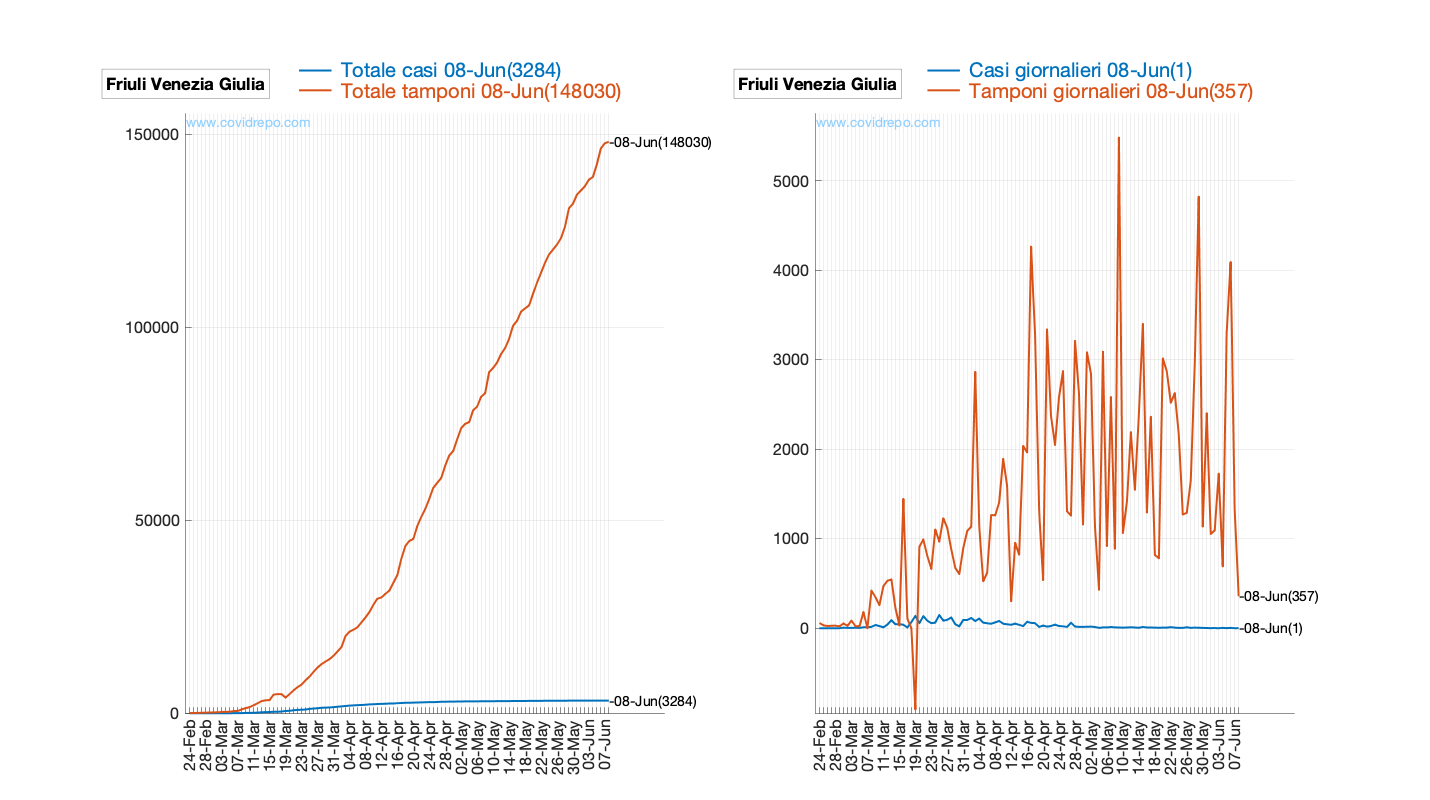 Friuli Venezia Giulia
Totale casi 08-Jun(3284)
Totale tamponi 08-Jun(148030)
www.covidrepo.com
150000
100000
50000
0
-08-Jun(148030)
-08-Jun(3284)
24-Feb
28-Feb
03-Mar
07-Mar
11-Mar
15-Mar
19-Mar
23-Mar
27-Mar
31-Mar
04-Apr
08-Apr
12-Apr
16-Apr
20-Apr
24-Apr
28-Apr
02-May
06-May
10-May
14-May
18-May
22-May
26-May
30-May
03-Jun
07-Jun
Friuli Venezia Giulia
Casi giornalieri 08-Jun(1)
Tamponi giornalieri 08-Jun(357)
www.covidrepo.com
5000
4000
3000
2000
1000
0
-08-Jun(357)
-08-Jun(1)
24-Feb
28-Feb
03-Mar
07-Mar
11-Mar
15-Mar
19-Mar
23-Mar
27-Mar
31-Mar
04-Apr
08-Apr
12-Apr
16-Apr
20-Apr
24-Apr
28-Apr
02-May
06-May
10-May
14-May
18-May
22-May
26-May
30-May
03-Jun
07-Jun